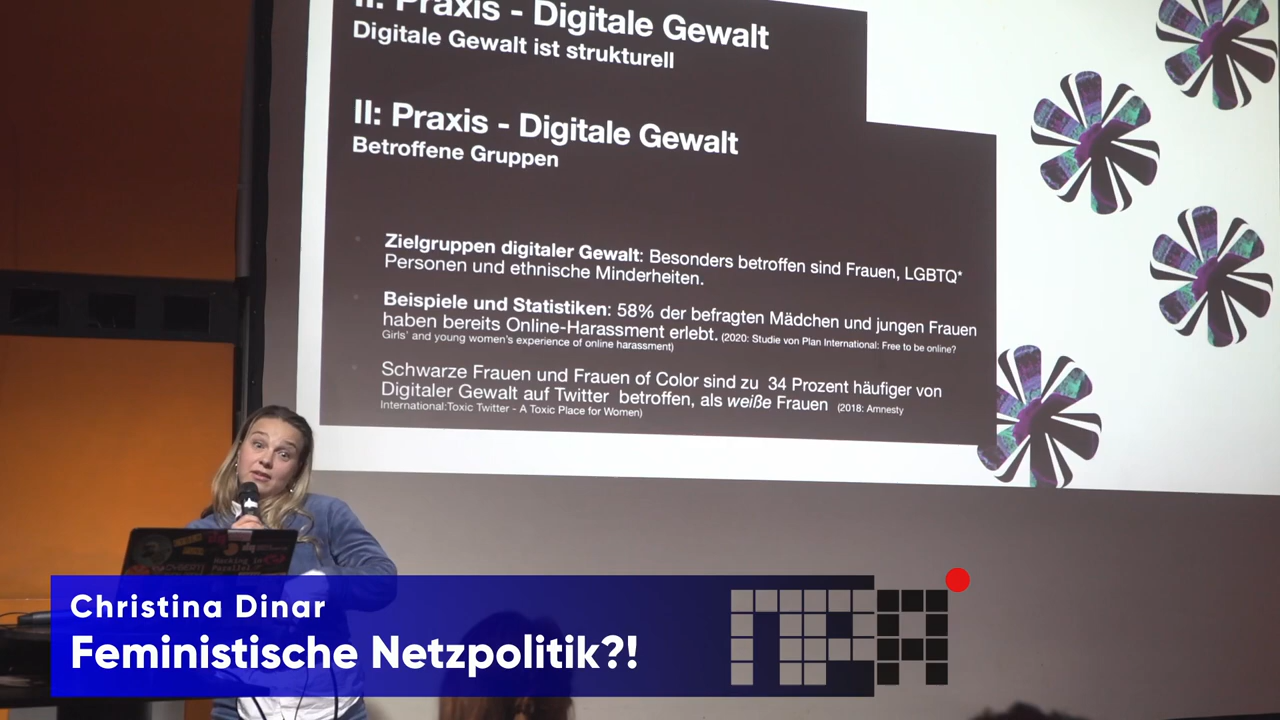 II: Praxis - Digitale Gewalt
Digitale Gewalt ist strukturell
II: Praxis - Digitale Gewalt
Betroffene Gruppen
Zielgruppen digitaler Gewalt: Besonders betroffen sind Frauen, LGBTQ*
Personen und ethnische Minderheiten.
Beispiele und Statistiken: 58% der befragten Mädchen und jungen Frauen
haben bereits Online-Harassment erlebt. (2020: Studie von Plan International: Free to be online?
Girls' and young women's experience of online harassment)
Schwarze Frauen und Frauen of Color sind zu 34 Prozent häufiger von
Digitaler Gewalt auf Twitter betroffen, als weiße Frauen (2018: Amnesty
International:Toxic Twitter - A Toxic Place for Women)
Christina Dinar
Feministische Netzpolitik?!